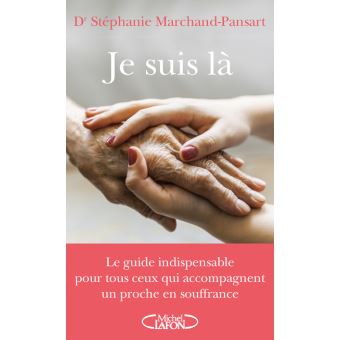 Dr Stéphanie Marchand-Pansart
Je suis là
Le guide indispensable
pour tous ceux qui accompagnent
un proche en souffrance
Michel
LAFON